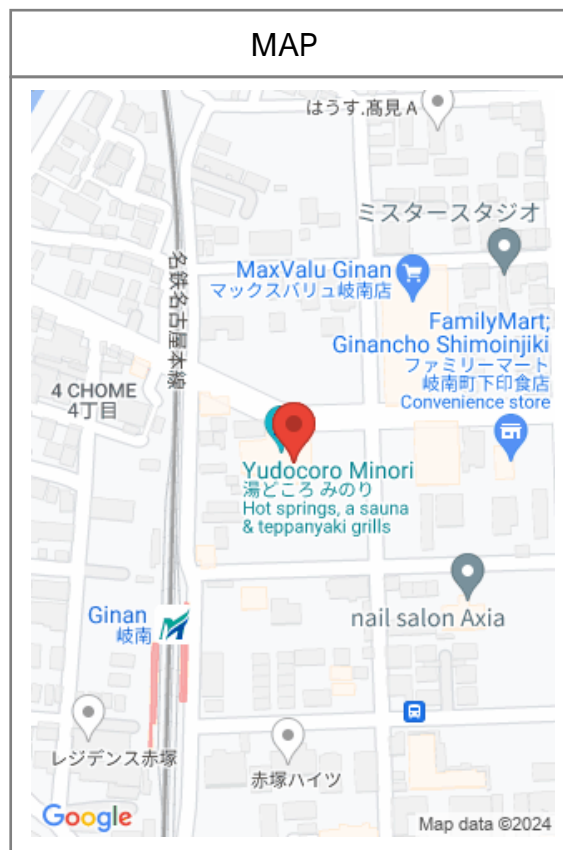 MAP
はうす.髙見 A
ミスタースタジオ
MaxValu Ginan
マックスバリュ岐南店
名鉄名古屋本線
FamilyMart;
Ginancho Shimoinjiki
ファミリーマート
岐南町下印食店
Convenience store
4 CHOME
4丁目
Yudocoro Minori
湯どころ みのり
Hot springs, a sauna
& teppanyaki grills
nail salon Axia
Ginan
岐南
レジデンス赤塚
赤塚ハイツ
Google
Map data ©2024